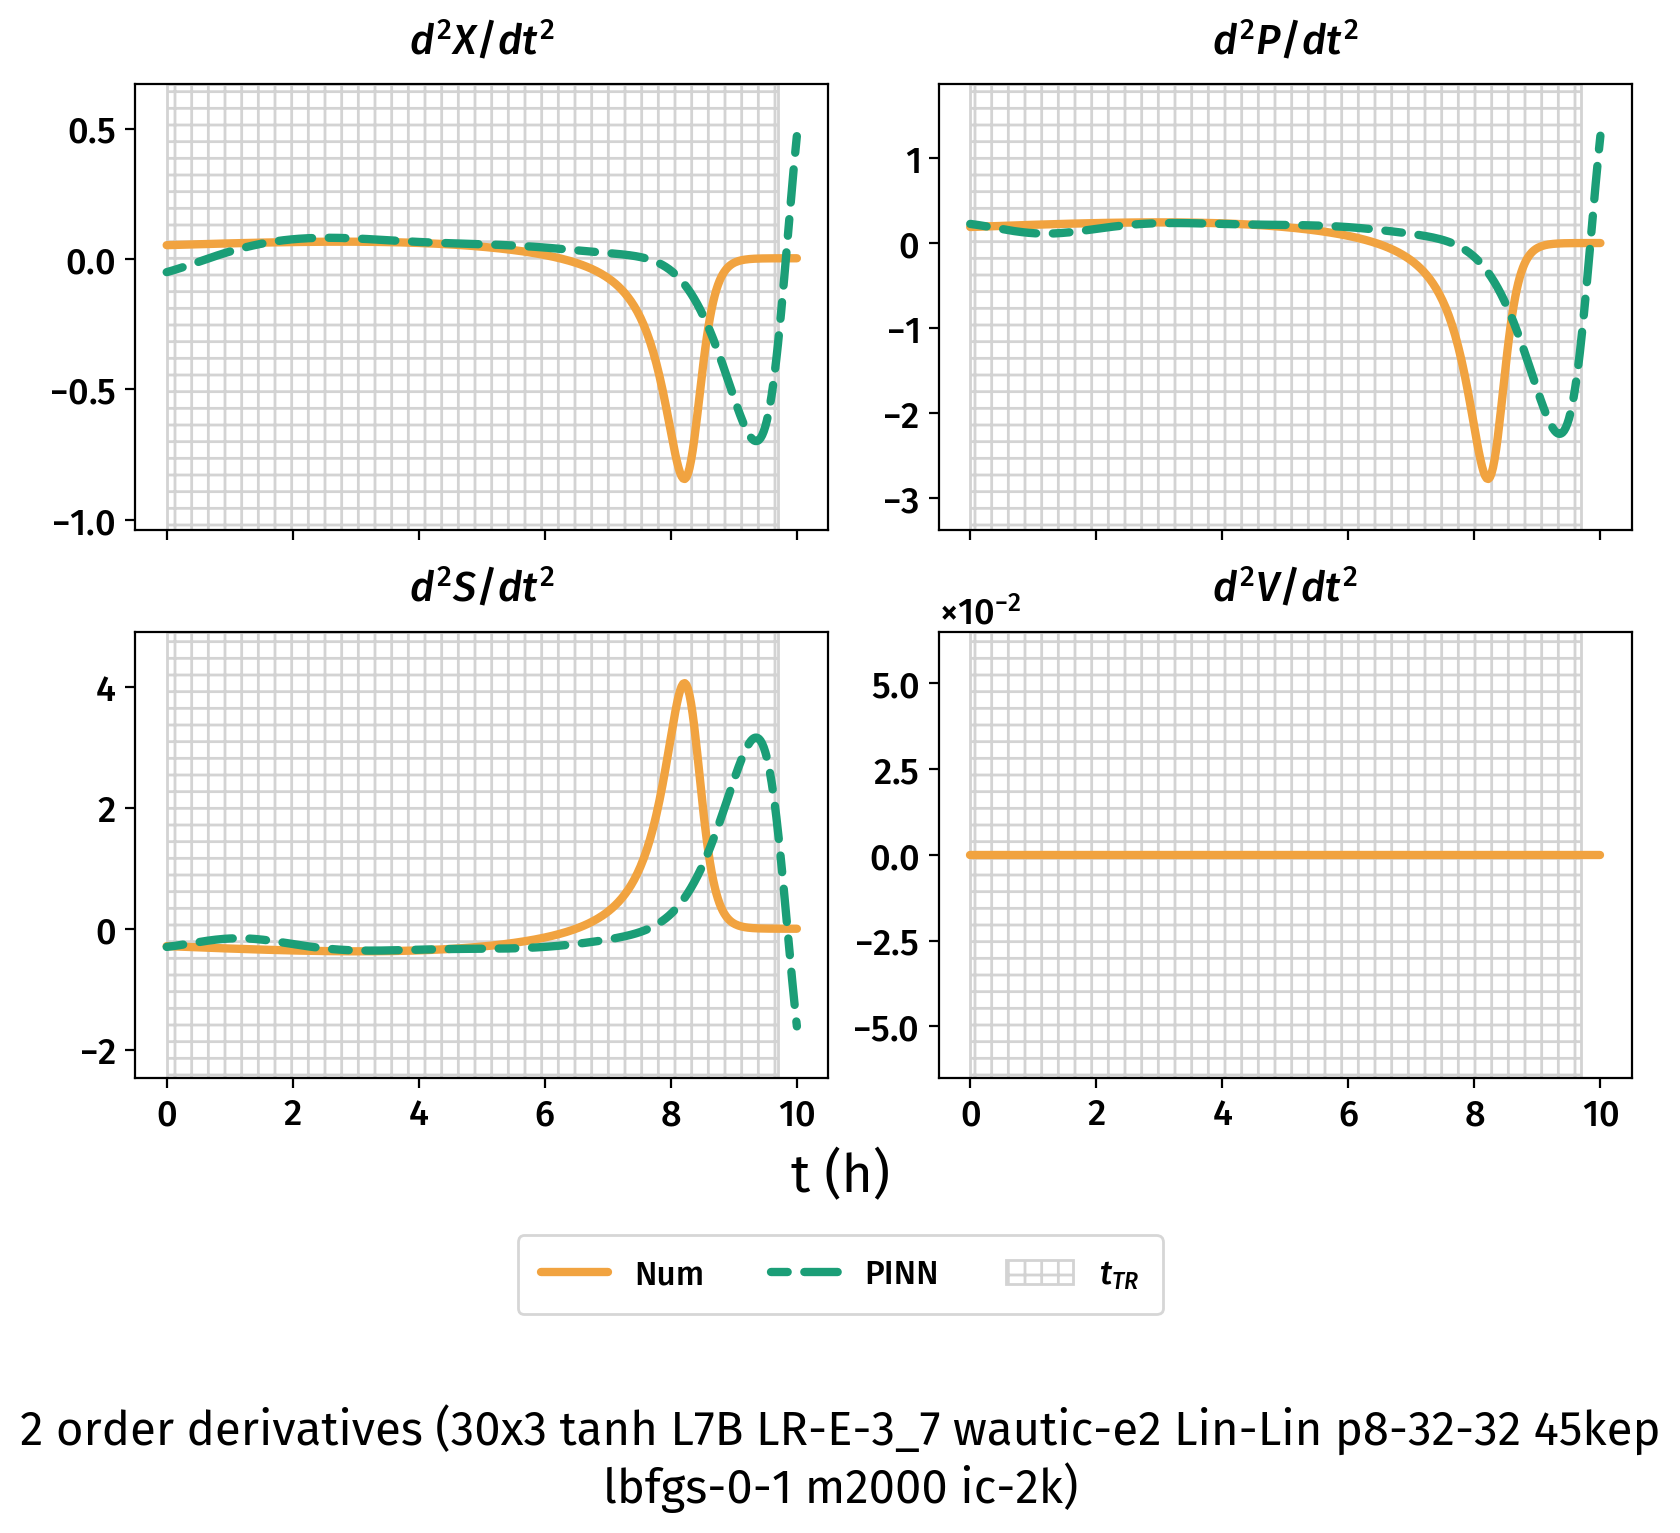 d²X/dt²
d²P/dt²
0.5
0.0
−0.5
−1.0
1
0
−1
−2
−3
d²S/dt²
d²V/dt²
×10⁻²
4
2
0
−2
5.0
2.5
0.0
−2.5
−5.0
0 2 4 6 8 10
0 2 4 6 8 10
t (h)
Num PINN t_TR
2 order derivatives (30x3 tanh L7B LR-E-3_7 wautic-e2 Lin-Lin p8-32-32 45kep
lbfgs-0-1 m2000 ic-2k)